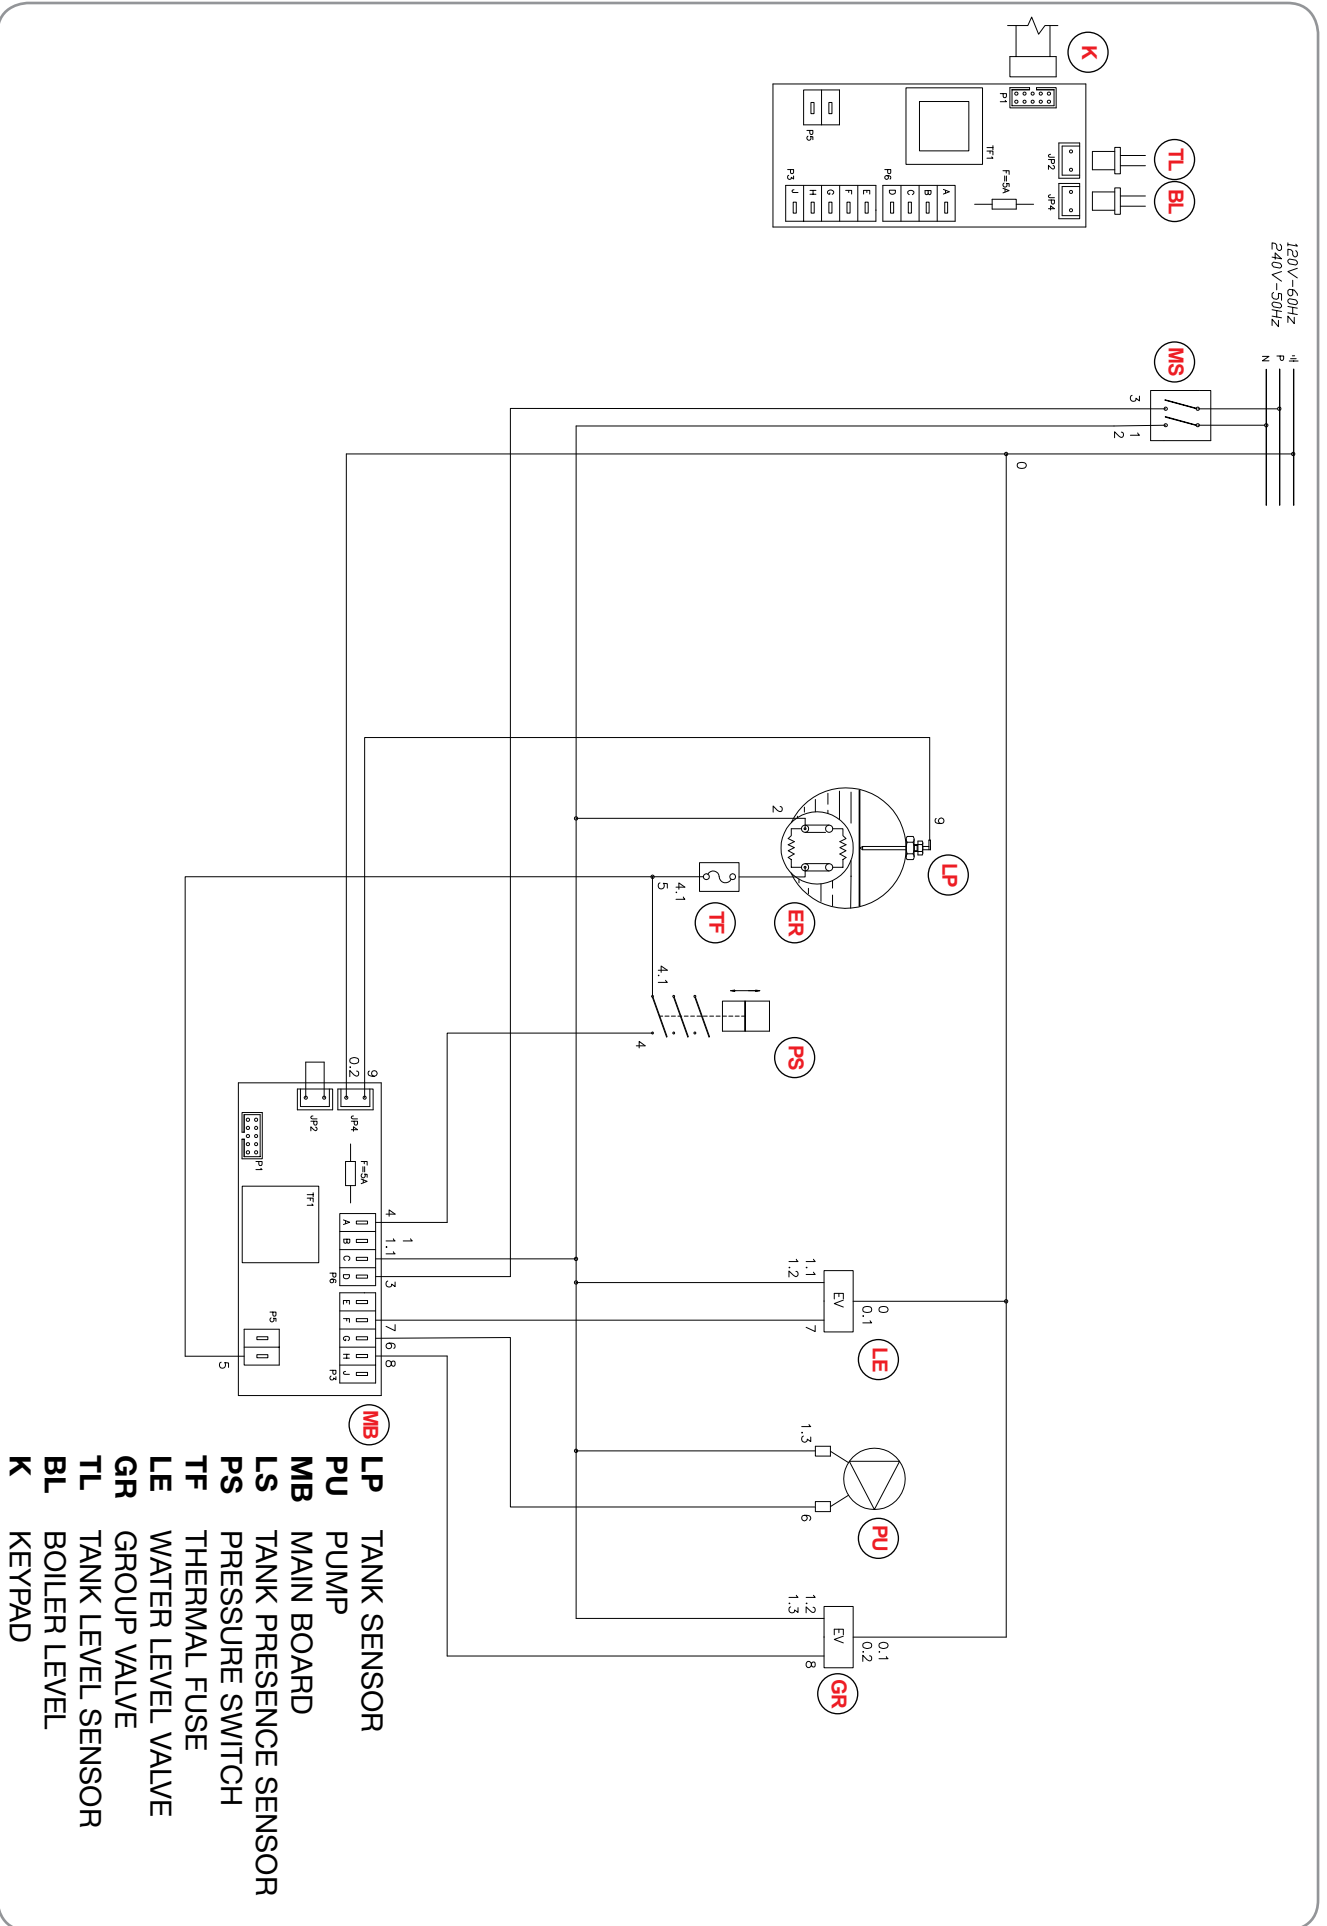 120V-60Hz
240V-50Hz
P
N
MS
3
1
2
0
K
TL
BL
P1
JP2
JP4
TF1
F=5A
P5
P6
A
B
C
D
P3
E
F
G
H
J
9
LP
2
ER
TF
4.1
5
4.1
PS
4
0
0.1
EV
1.1
1.2
7
LE
1.3
6
PU
0.1
0.2
EV
1.2
1.3
8
GR
9
0.2
JP4
JP2
P1
F=5A
TF1
4
1
1.1
3
7
6
8
A
B
C
D
P6
E
F
G
H
J
P3
P5
5
MB
LP TANK SENSOR
PU PUMP
MB MAIN BOARD
LS TANK PRESENCE SENSOR
PS PRESSURE SWITCH
TF THERMAL FUSE
LE WATER LEVEL VALVE
GR GROUP VALVE
TL TANK LEVEL SENSOR
BL BOILER LEVEL
K KEYPAD